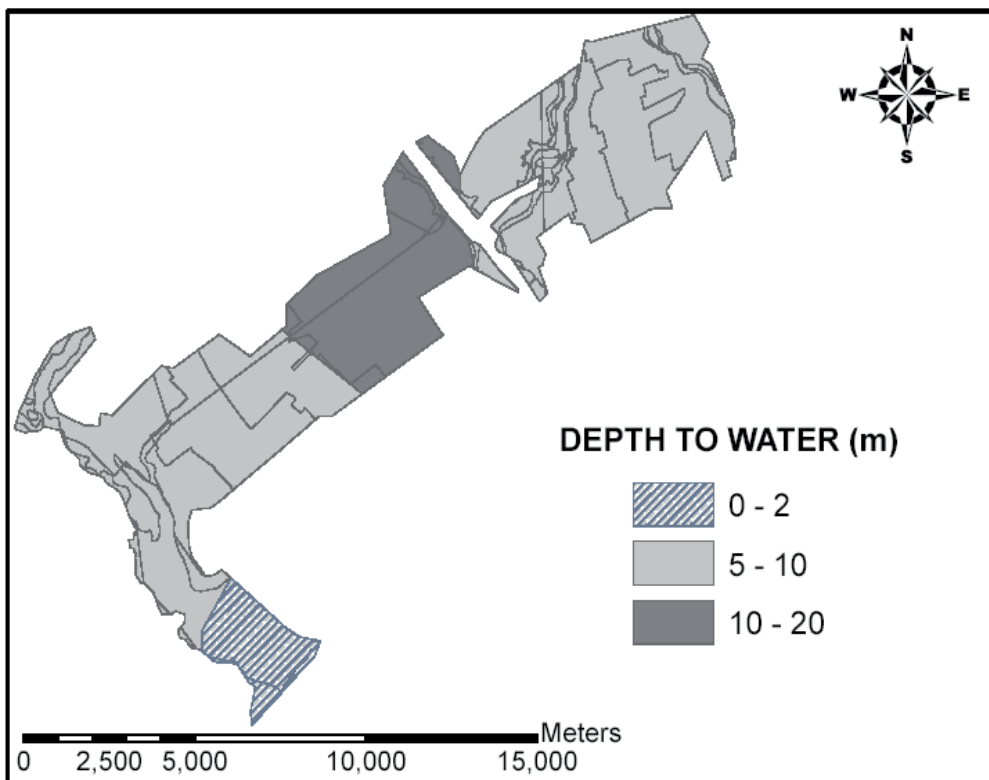 N
W E
S
DEPTH TO WATER (m)
0 - 2
5 - 10
10 - 20
Meters
0 2,500 5,000 10,000 15,000